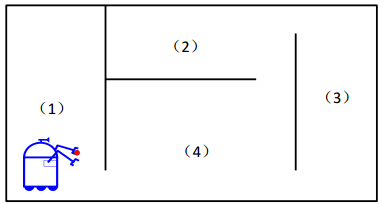 （2）
（3）
（1）
（4）